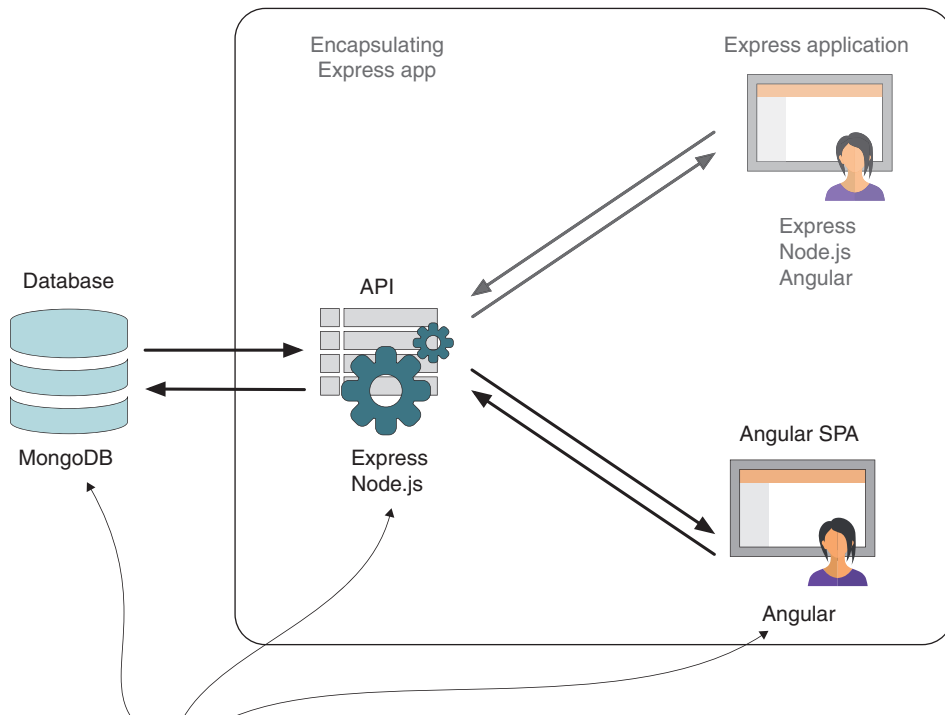 Encapsulating
Express app
Express application
Express
Node.js
Angular
Database
API
MongoDB
Express
Node.js
Angular SPA
Angular